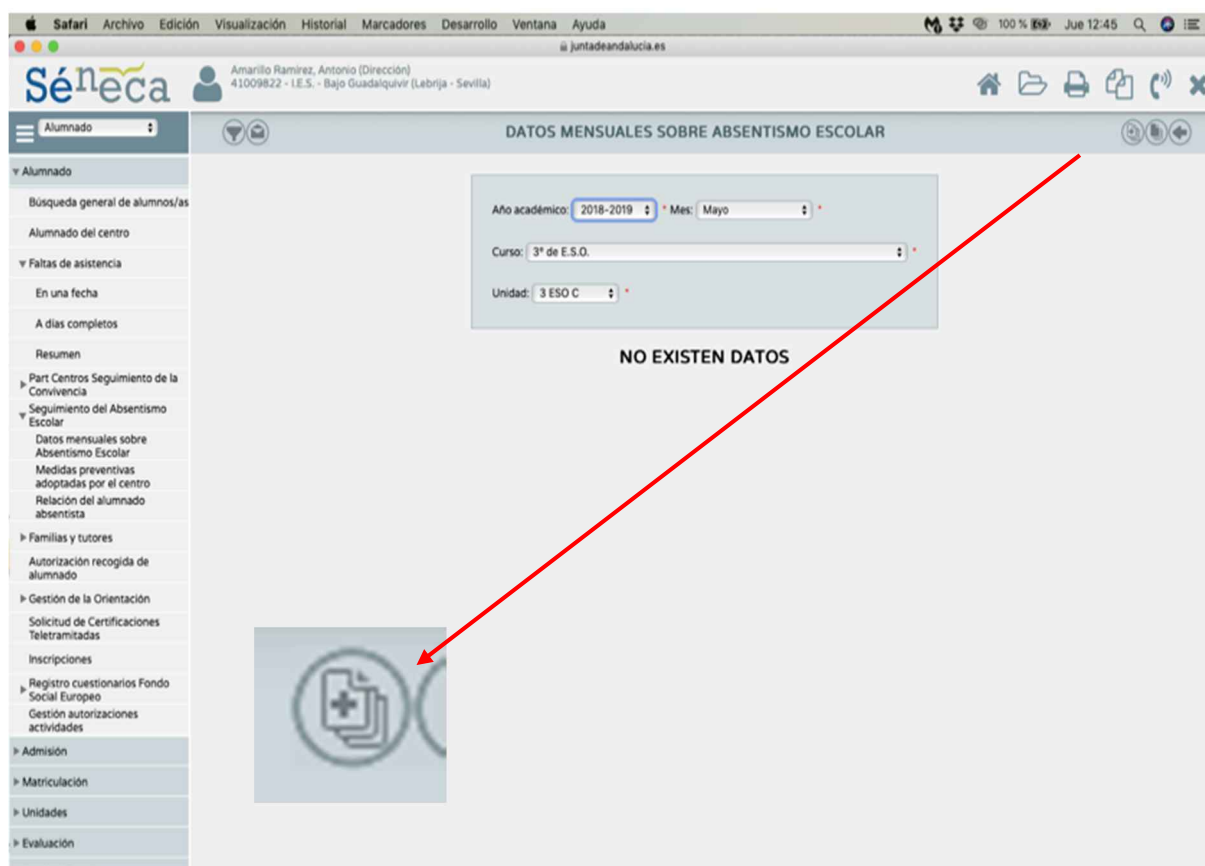 Safari Archivo Edición Visualización Historial Marcadores Desarrollo Ventana Ayuda 100 % Jue 12:45
juntadeandalucia.es
Séneca
Amarillo Ramírez, Antonio (Dirección)
41009822 - I.E.S. - Bajo Guadalquivir (Lebrija - Sevilla)
Alumnado
DATOS MENSUALES SOBRE ABSENTISMO ESCOLAR
Alumnado
Búsqueda general de alumnos/as
Alumnado del centro
Faltas de asistencia
En una fecha
A días completos
Resumen
Part Centros Seguimiento de la
Convivencia
Seguimiento del Absentismo
Escolar
Datos mensuales sobre
Absentismo Escolar
Medidas preventivas
adoptadas por el centro
Relación del alumnado
absentista
Familias y tutores
Autorización recogida de
alumnado
Gestión de la Orientación
Solicitud de Certificaciones
Teletramitadas
Inscripciones
Registro cuestionarios Fondo
Social Europeo
Gestión autorizaciones
actividades
Admisión
Matriculación
Unidades
Evaluación
Año académico: 2018-2019 * Mes: Mayo *
Curso: 3º de E.S.O. *
Unidad: 3 ESO C *
NO EXISTEN DATOS